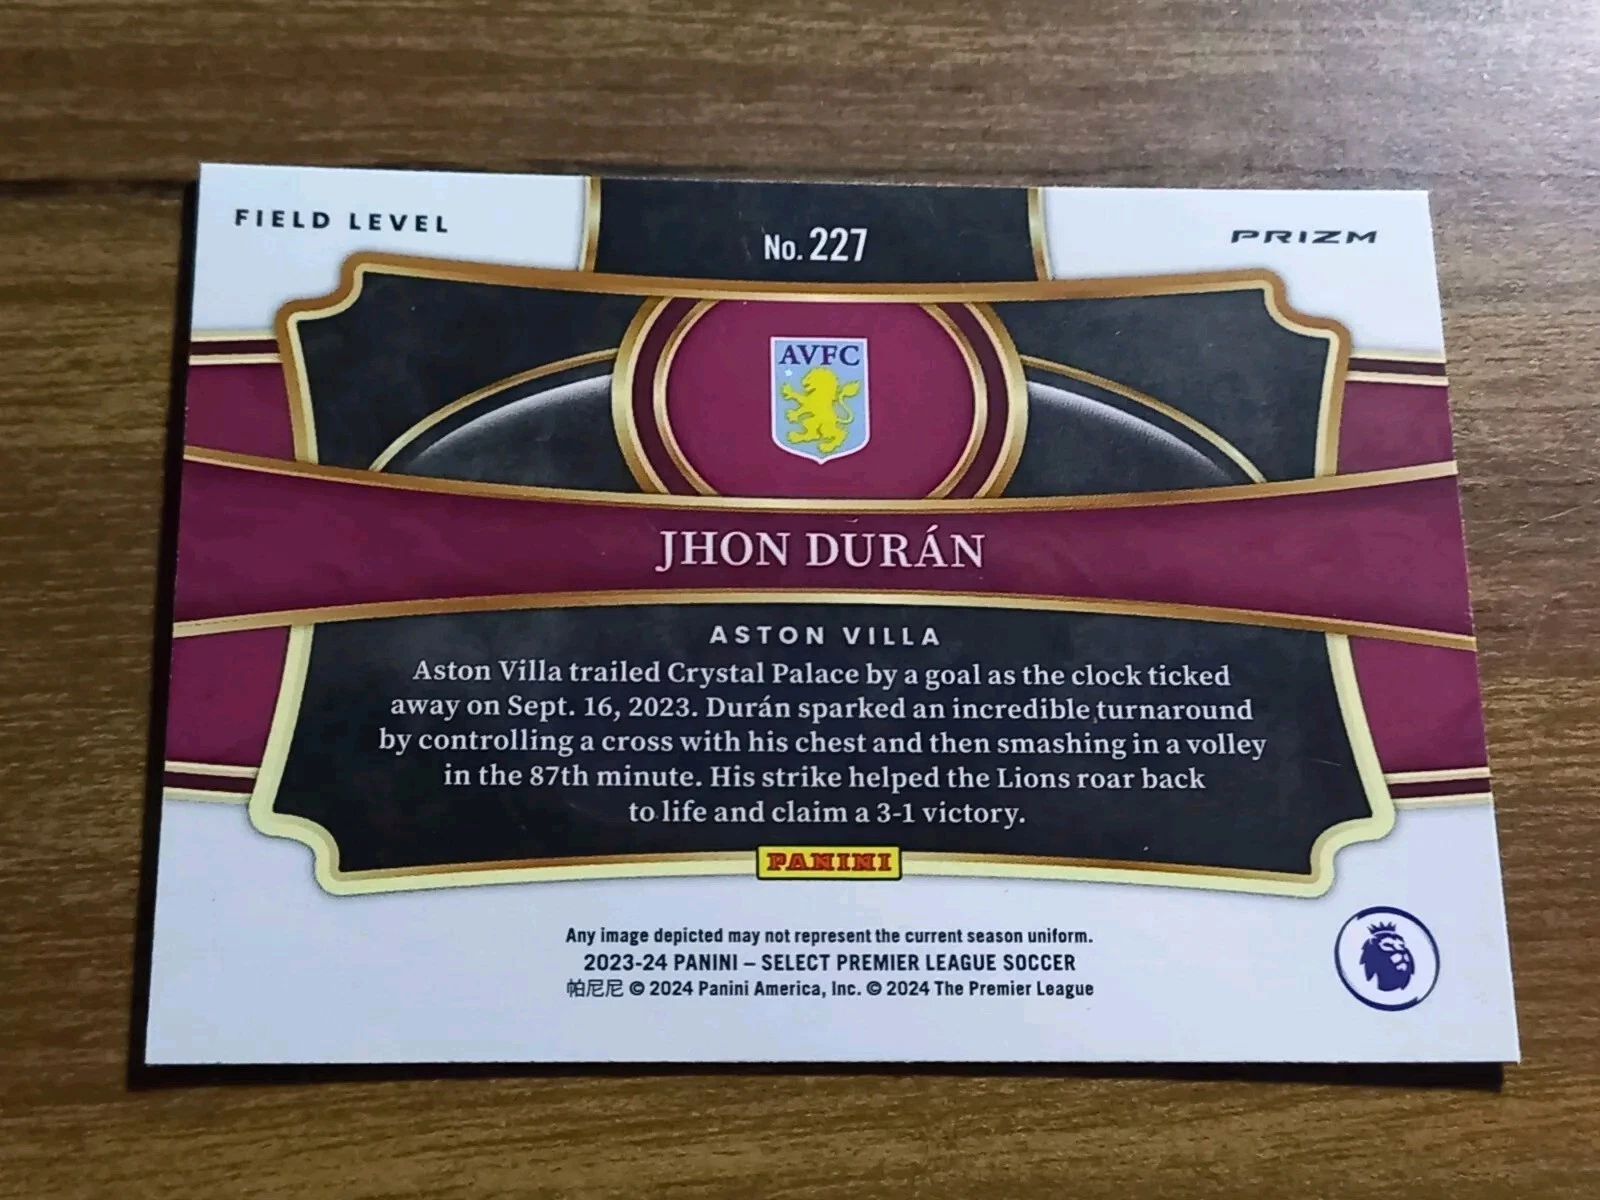 FIELD LEVEL
No. 227
PRIZM
AVFC
JHON DURÁN
ASTON VILLA
Aston Villa trailed Crystal Palace by a goal as the clock ticked
away on Sept. 16, 2023. Durán sparked an incredible turnaround
by controlling a cross with his chest and then smashing in a volley
in the 87th minute. His strike helped the Lions roar back
to life and claim a 3-1 victory.
PANINI
Any image depicted may not represent the current season uniform.
2023-24 PANINI – SELECT PREMIER LEAGUE SOCCER
帕尼尼 © 2024 Panini America, Inc. © 2024 The Premier League